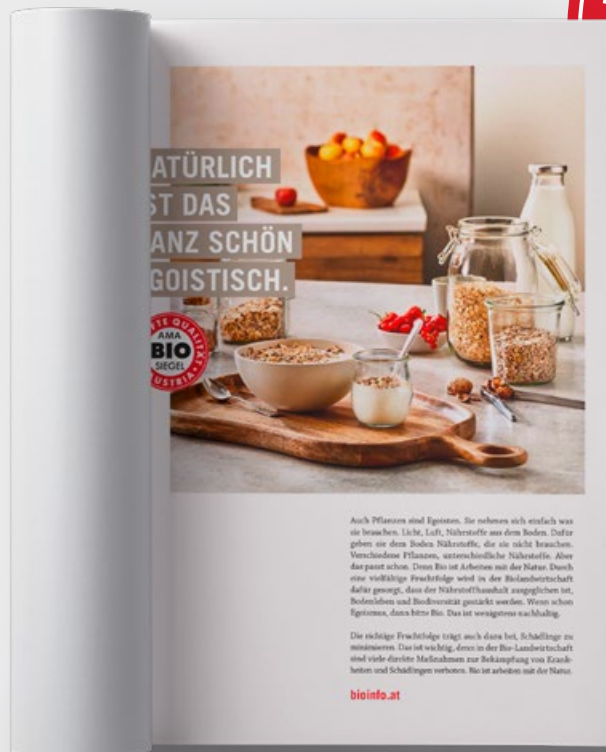 ATÜRLICH
ST DAS
ANZ SCHÖN
GOISTISCH.
UTE QUALITÄT
AMA
BIO
SIEGEL
USTRIA
Auch Pflanzen sind Egoisten. Sie nehmen sich einfach was
sie brauchen. Licht, Luft, Nährstoffe aus dem Boden. Dafür
geben sie dem Boden Nährstoffe, die sie nicht brauchen.
Verschiedene Pflanzen, unterschiedliche Nährstoffe. Aber
das passt schon. Denn Bio ist Arbeiten mit der Natur. Durch
eine vielfältige Fruchtfolge wird in der Biolandwirtschaft
dafür gesorgt, dass der Nährstoffhaushalt ausgeglichen ist,
Bodenleben und Biodiversität gestärkt werden. Wenn schon
Egoismus, dann bitte Bio. Das ist wenigstens nachhaltig.
Die richtige Fruchtfolge trägt auch dazu bei, Schädlinge zu
minimieren. Das ist wichtig, denn in der Bio-Landwirtschaft
sind viele direkte Maßnahmen zur Bekämpfung von Krank-
heiten und Schädlingen verboten. Bio ist arbeiten mit der Natur.
bioinfo.at